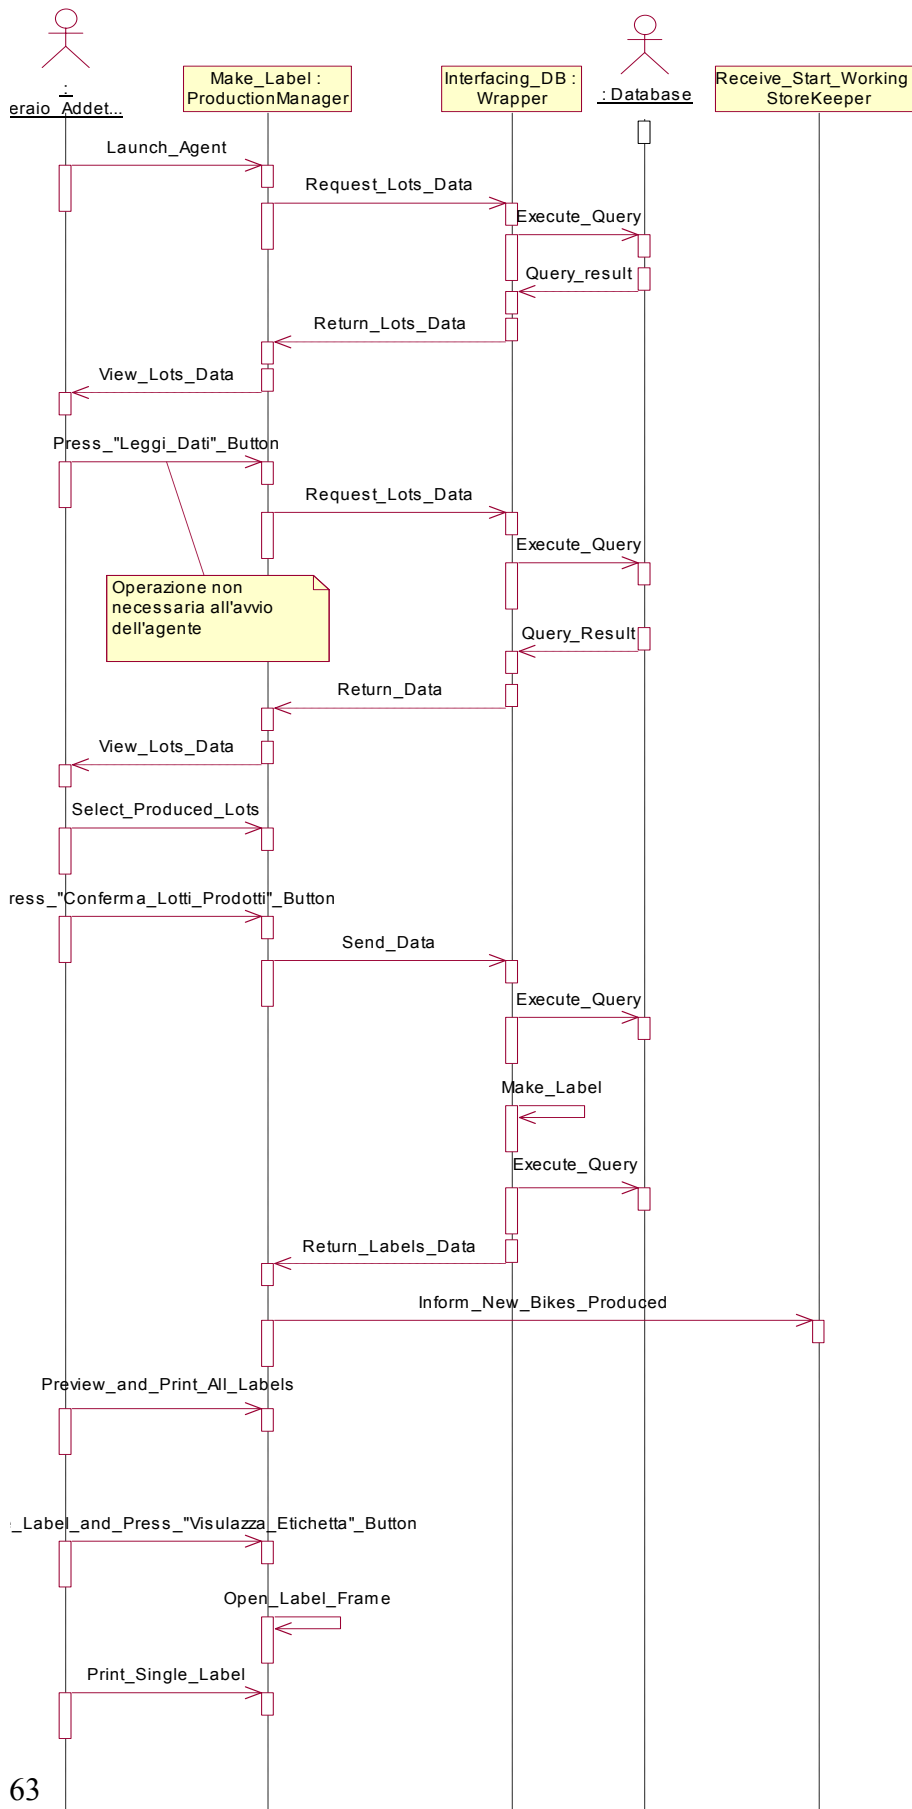 :
eraio_Addet...
Make_Label :
ProductionManager
Interfacing_DB :
Wrapper
: Database
Receive_Start_Working
StoreKeeper
Launch_Agent
Request_Lots_Data
Execute_Query
Query_result
Return_Lots_Data
View_Lots_Data
Press_"Leggi_Dati"_Button
Request_Lots_Data
Execute_Query
Operazione non
necessaria all'avvio
dell'agente
Query_Result
Return_Data
View_Lots_Data
Select_Produced_Lots
ress_"Conferma_Lotti_Prodotti"_Button
Send_Data
Execute_Query
Make_Label
Execute_Query
Return_Labels_Data
Inform_New_Bikes_Produced
Preview_and_Print_All_Labels
_Label_and_Press_"Visulazza_Etichetta"_Button
Open_Label_Frame
Print_Single_Label
63